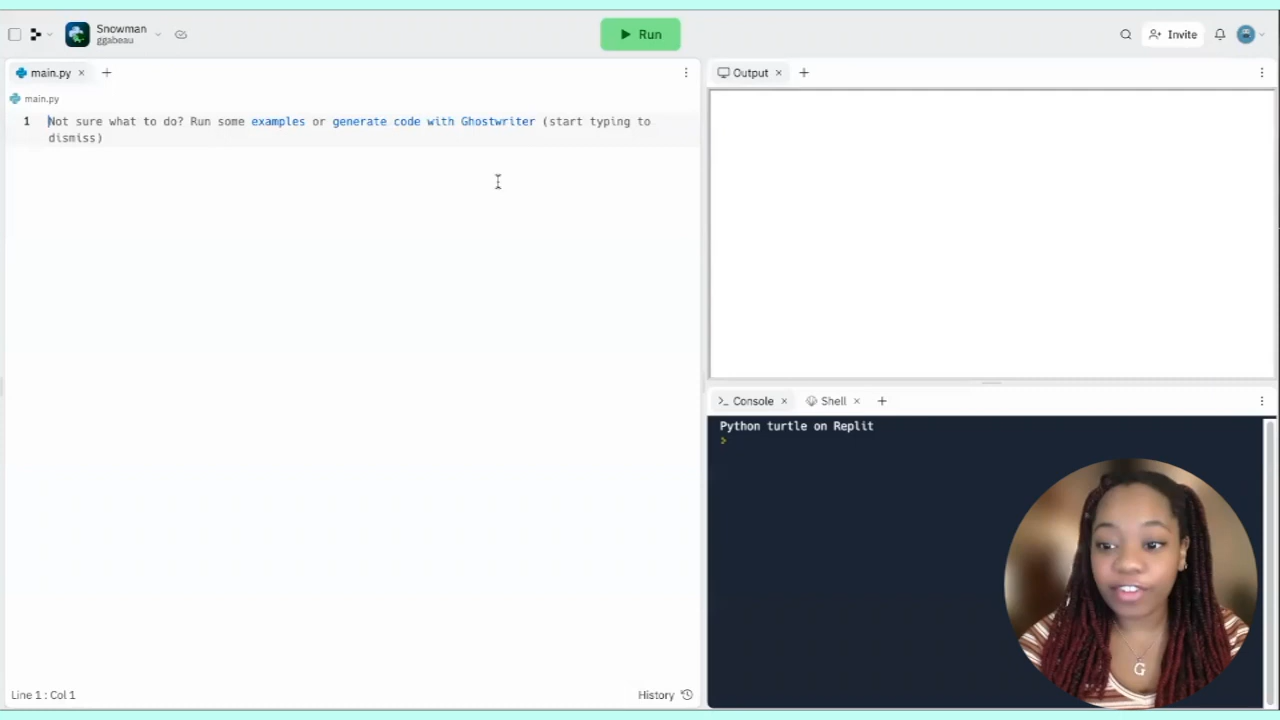 Snowman
ggabeau
Run
Invite
main.py
Output
main.py
1 Not sure what to do? Run some examples or generate code with Ghostwriter (start typing to
dismiss)
Console
Shell
Python turtle on Replit
>
G
Line 1 : Col 1
History